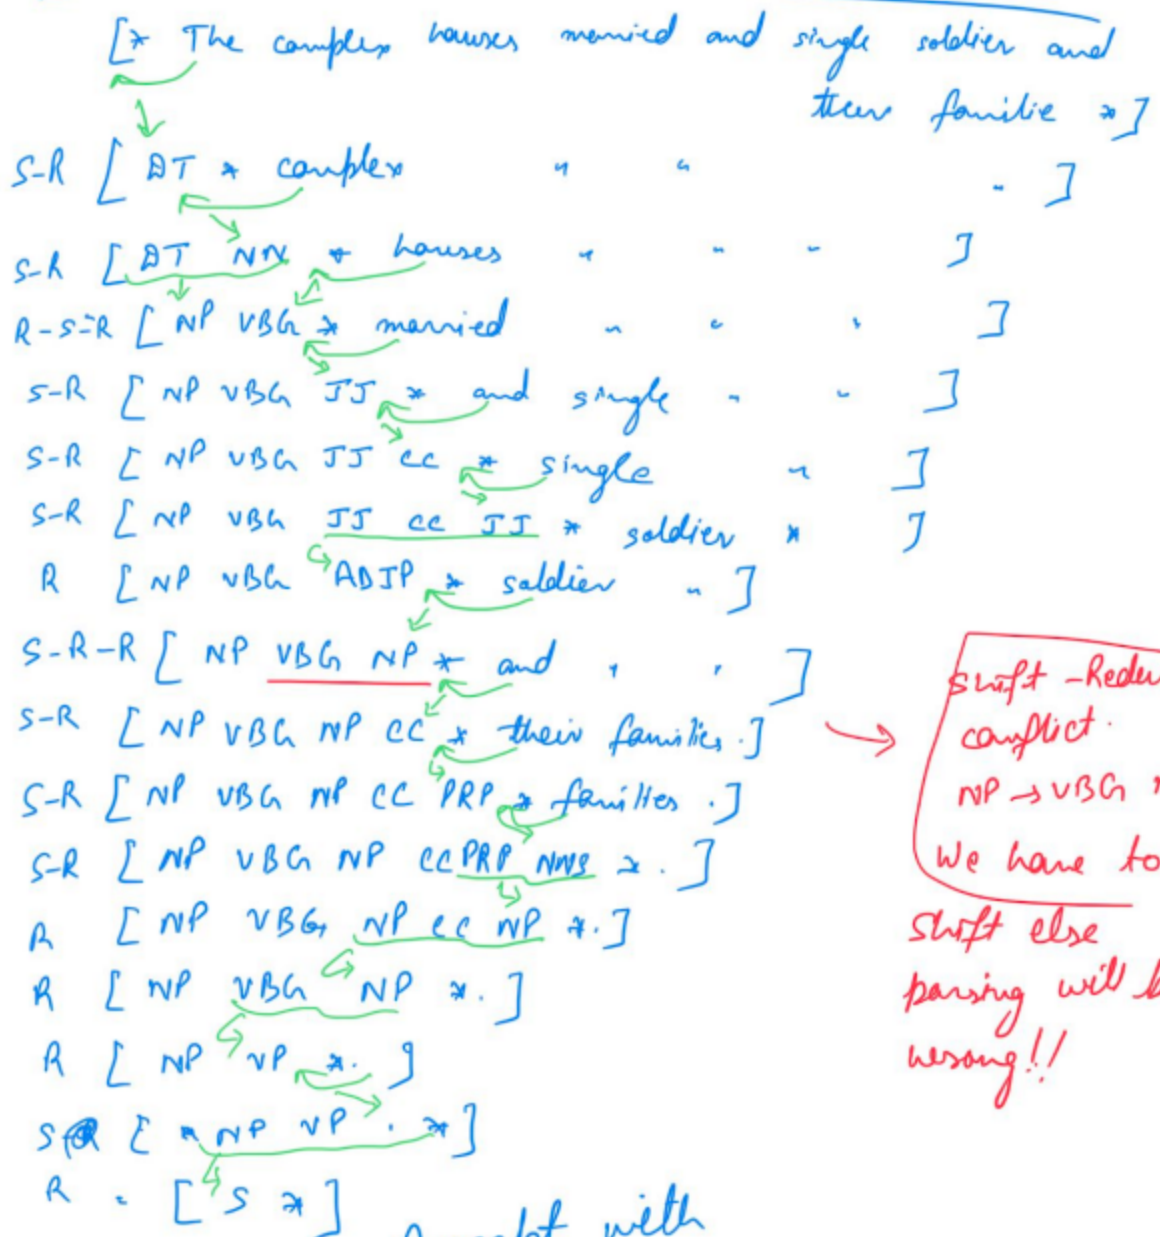 [* The complex houses married and single soldier and
their familie *]
S-R [ DT * complex " " " ]
S-R [ DT NN * houses " " " ]
R-S-R [ NP VBG * married " " " ]
S-R [ NP VBG JJ * and single " " ]
S-R [ NP VBG JJ CC * single " ]
S-R [ NP VBG JJ CC JJ * soldier * ]
R [ NP VBG ADJP * soldier " ]
S-R-R [ NP VBG NP * and " " ]
S-R [ NP VBG NP CC * their families . ]
S-R [ NP VBG NP CC PRP * families . ]
S-R [ NP VBG NP CC PRP NNS * . ]
R [ NP VBG NP CC NP * . ]
R [ NP VBG NP * . ]
R [ NP VP * . ]
S [ * NP VP . * ]
R = [ S * ]
with
Shift -Redu
conflict.
NP → VBG
We have to
Shift else
parsing will b
wrong!!